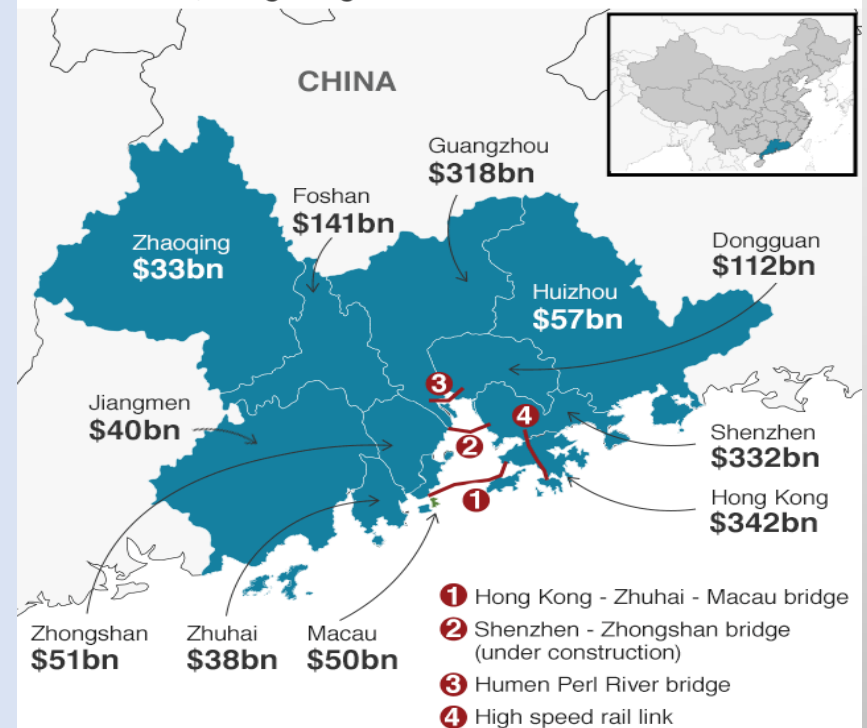 CHINA
Guangzhou
$318bn
Foshan
$141bn
Zhaoqing
$33bn
Dongguan
$112bn
Huizhou
$57bn
Jiangmen
$40bn
3
4
2
1
Shenzhen
$332bn
Hong Kong
$342bn
Zhongshan
$51bn
Zhuhai
$38bn
Macau
$50bn
1 Hong Kong - Zhuhai - Macau bridge
2 Shenzhen - Zhongshan bridge
(under construction)
3 Humen Perl River bridge
4 High speed rail link